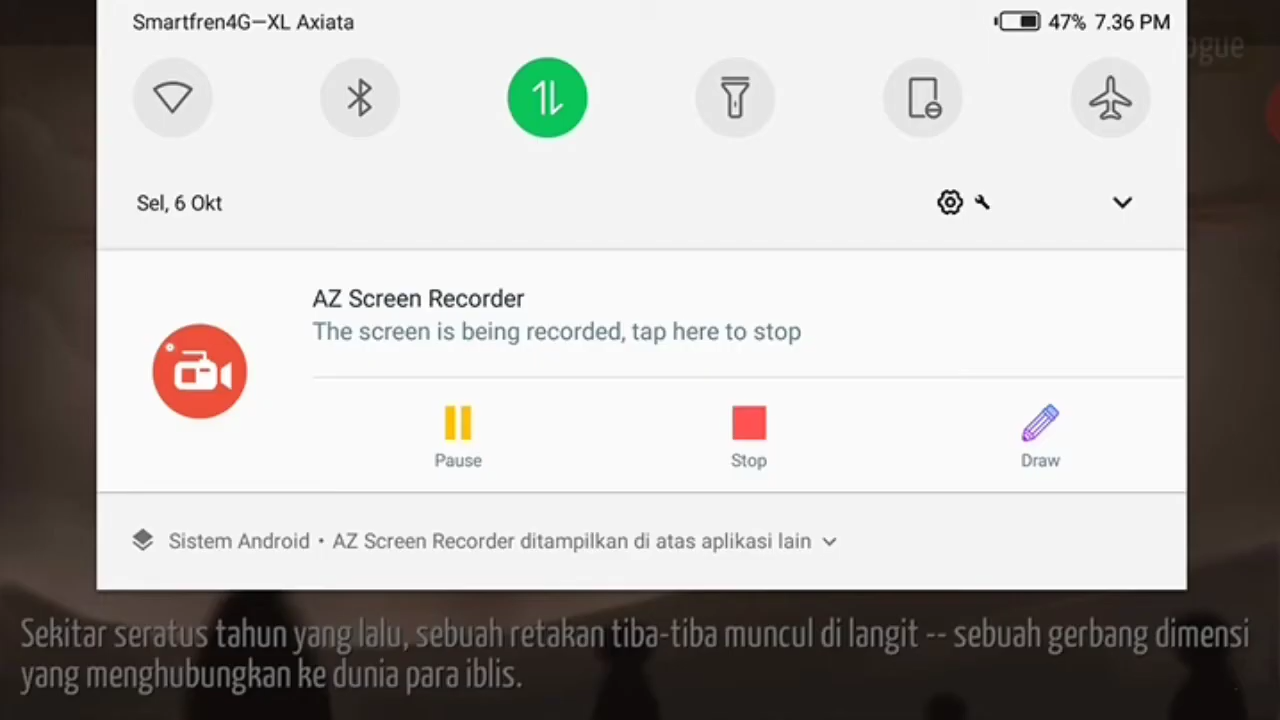 Smartfren4G—XL Axiata
47% 7.36 PM
Sel, 6 Okt
AZ Screen Recorder
The screen is being recorded, tap here to stop
Pause
Stop
Draw
Sistem Android • AZ Screen Recorder ditampilkan di atas aplikasi lain
Sekitar seratus tahun yang lalu, sebuah retakan tiba-tiba muncul di langit -- sebuah gerbang dimensi
yang menghubungkan ke dunia para iblis.